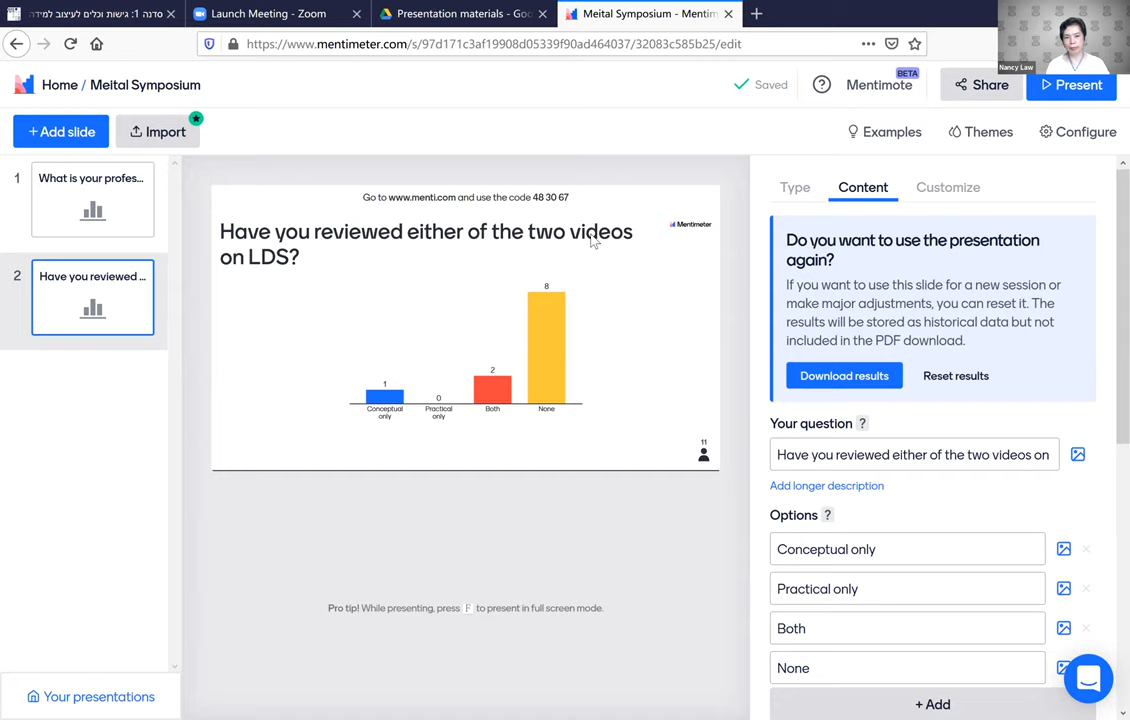 סדנה 1: גישות וכלים לעיצוב למידה
Launch Meeting - Zoom
Presentation materials - Goo
Meital Symposium - Mentim
https://www.mentimeter.com/s/97d171c3af19908d05339f90ad464037/32083c585b25/edit
Nancy Law
Home / Meital Symposium
Saved
?
Mentimote
BETA
Share
Present
+ Add slide
Import
Examples
Themes
Configure
1
What is your profes...
2
Have you reviewed ...
Your presentations
Go to www.menti.com and use the code 48 30 67
Mentimeter
Have you reviewed either of the two videos
on LDS?
1
0
2
8
Conceptual
only
Practical
only
Both
None
11
Pro tip! While presenting, press F to present in full screen mode.
Type
Content
Customize
Do you want to use the presentation
again?
If you want to use this slide for a new session or
make major adjustments, you can reset it. The
results will be stored as historical data but not
included in the PDF download.
Download results
Reset results
Your question ?
Have you reviewed either of the two videos on
Add longer description
Options ?
Conceptual only
Practical only
Both
None
+ Add